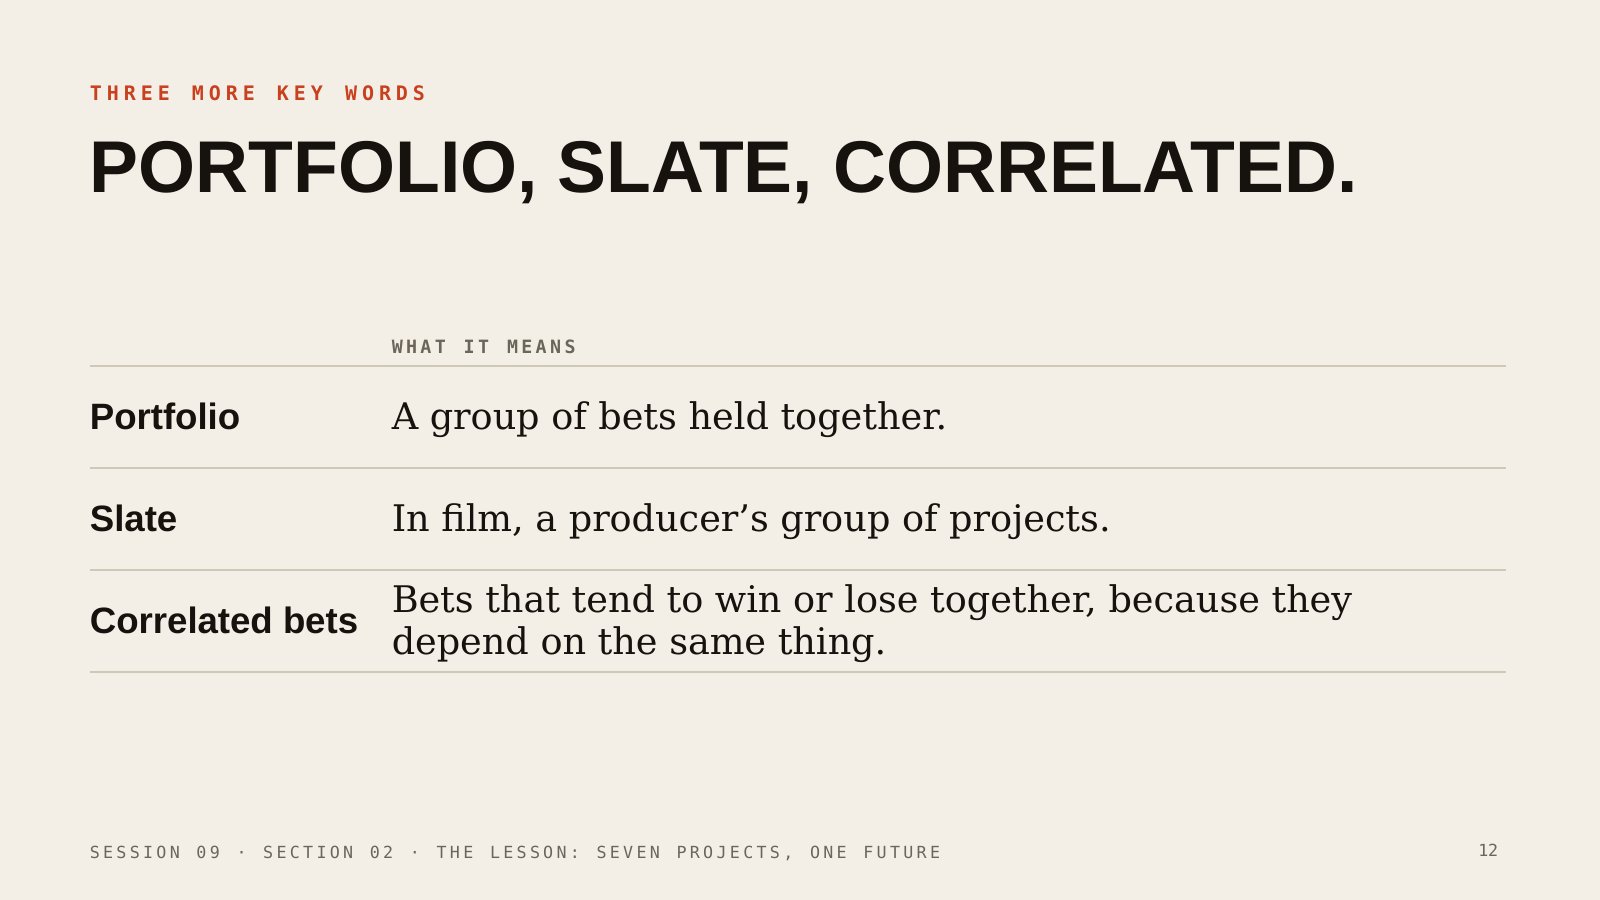 THREE MORE KEY WORDS
PORTFOLIO, SLATE, CORRELATED.
WHAT IT MEANS
Portfolio
A group of bets held together.
Slate
In film, a producer’s group of projects.
Correlated bets
Bets that tend to win or lose together, because they
depend on the same thing.
SESSION 09 · SECTION 02 · THE LESSON: SEVEN PROJECTS, ONE FUTURE
12